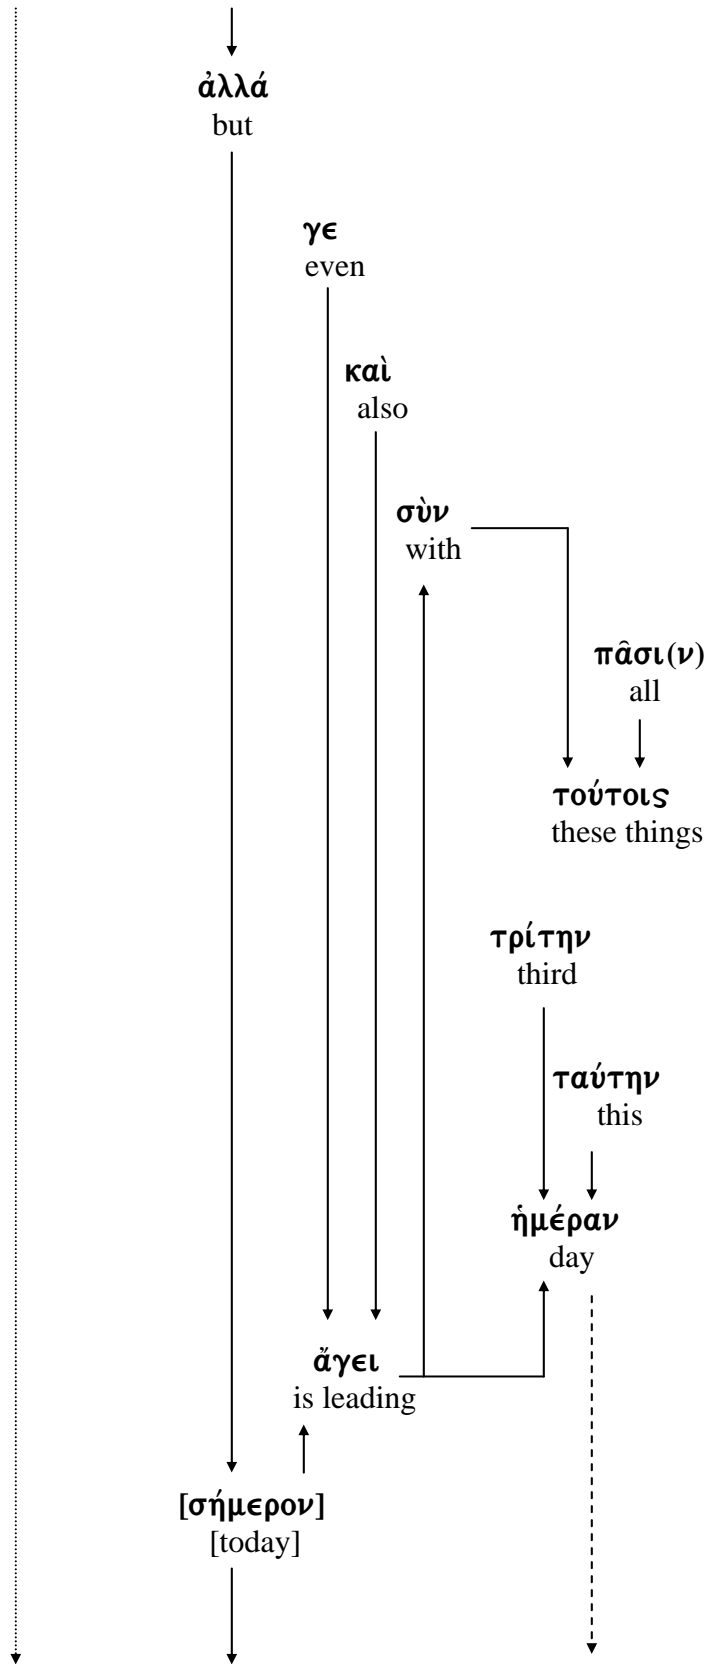 ἀλλά
but
γε
even
καὶ
also
σὺν
with
πᾶσι(ν)
all
τούτοις
these things
τρίτην
third
ταύτην
this
ἡμέραν
day
ἄγει
is leading
[σήμερον]
[today]